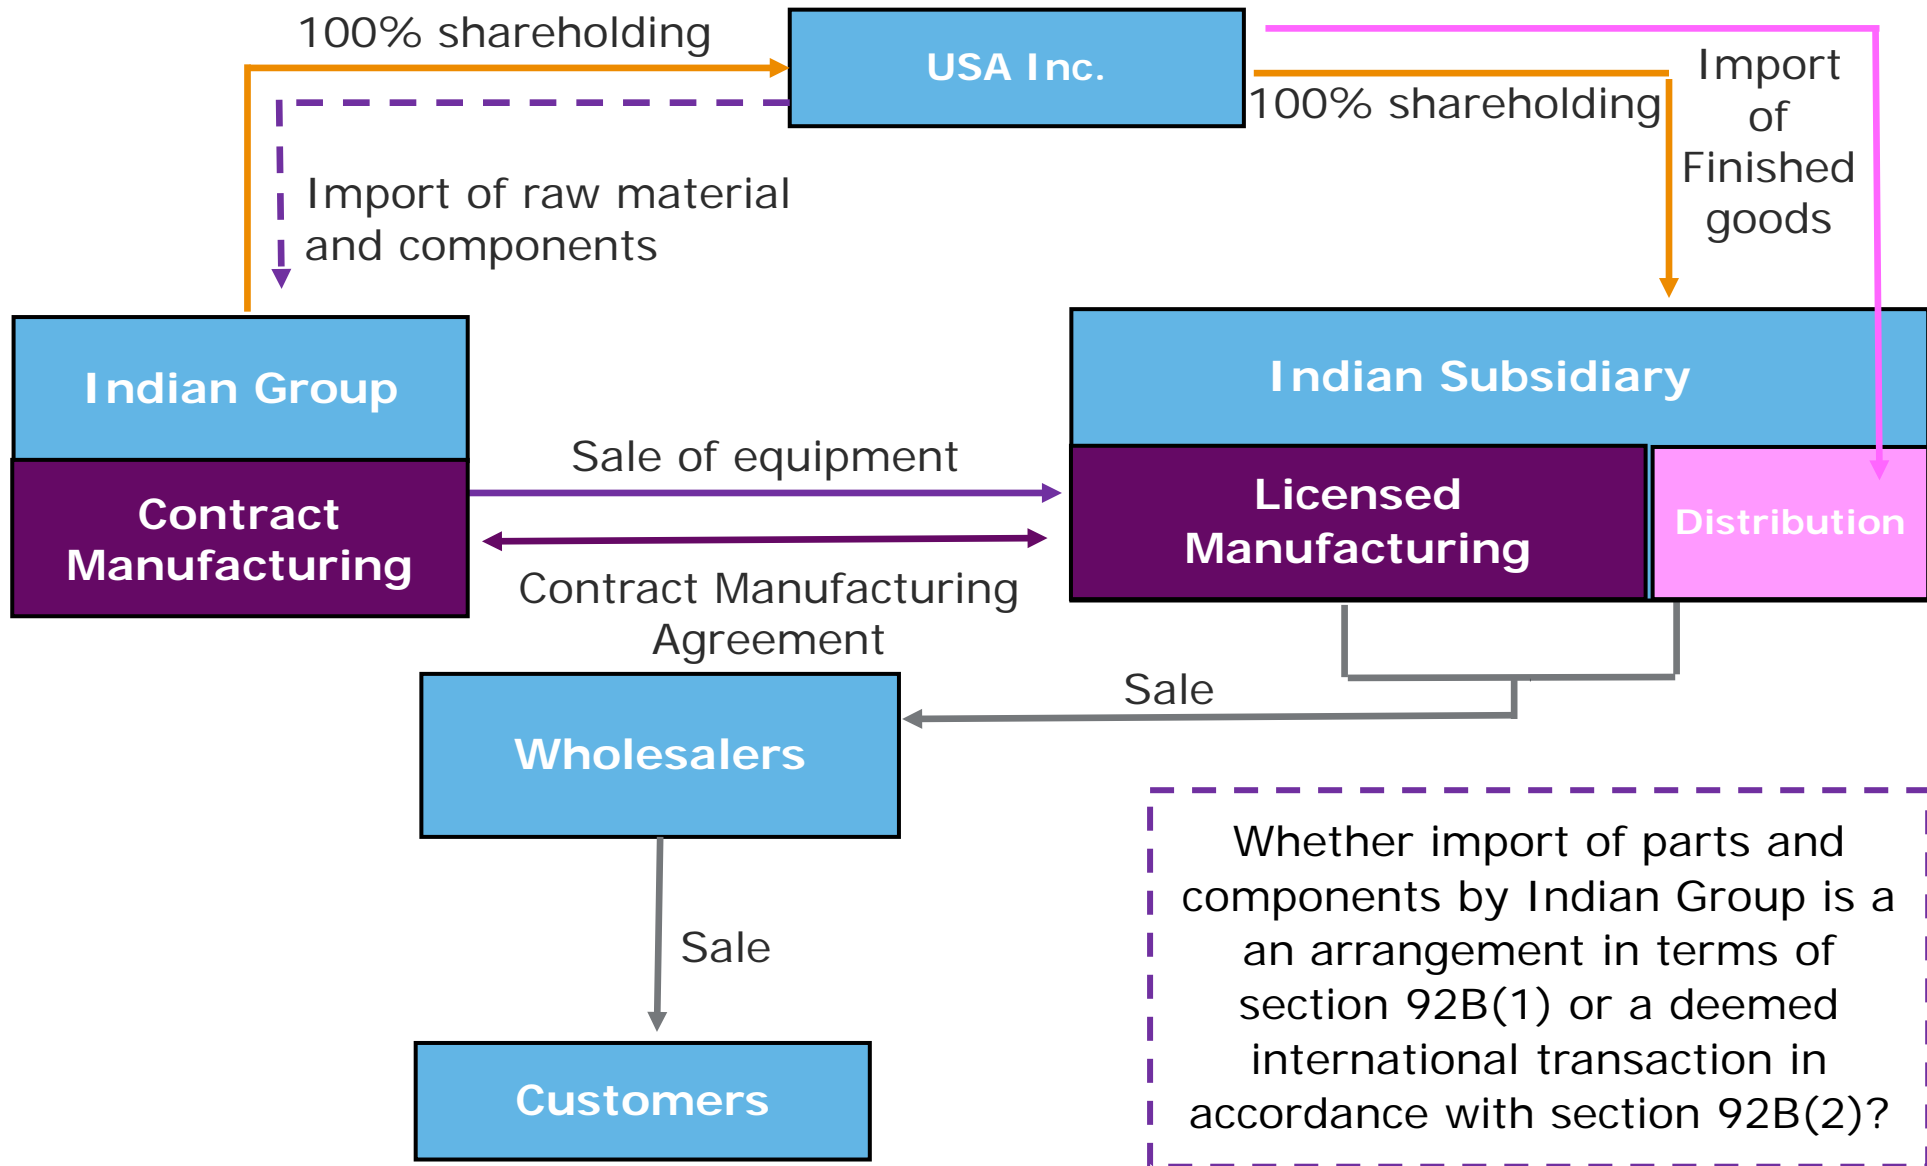 100% shareholding
USA Inc.
100% shareholding
Import
of
Finished
goods
Import of raw material
and components
Indian Group
Indian Subsidiary
Sale of equipment
Contract
Manufacturing
Licensed
Manufacturing
Distribution
Contract Manufacturing
Agreement
Sale
Wholesalers
Sale
Customers
Whether import of parts and
components by Indian Group is a
an arrangement in terms of
section 92B(1) or a deemed
international transaction in
accordance with section 92B(2)?